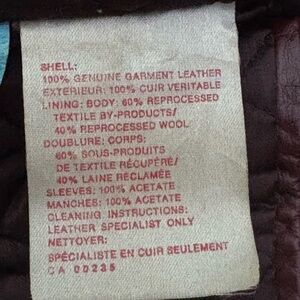 SHELL:
100% GENUINE GARMENT LEATHER
EXTERIEUR: 100% CUIR VERITABLE
LINING: BODY: 60% REPROCESSED
TEXTILE BY-PRODUCTS/
40% REPROCESSED WOOL
DOUBLURE: CORPS:
60% SOUS-PRODUITS
DE TEXTILE RÉCUPÉRÉ/
40% LAINE RÉCLAMÉE
SLEEVES: 100% ACETATE
MANCHES: 100% ACETATE
CLEANING INSTRUCTIONS:
LEATHER SPECIALIST ONLY
NETTOYER:
SPÉCIALISTE EN CUIR SEULEMENT
CA 00235